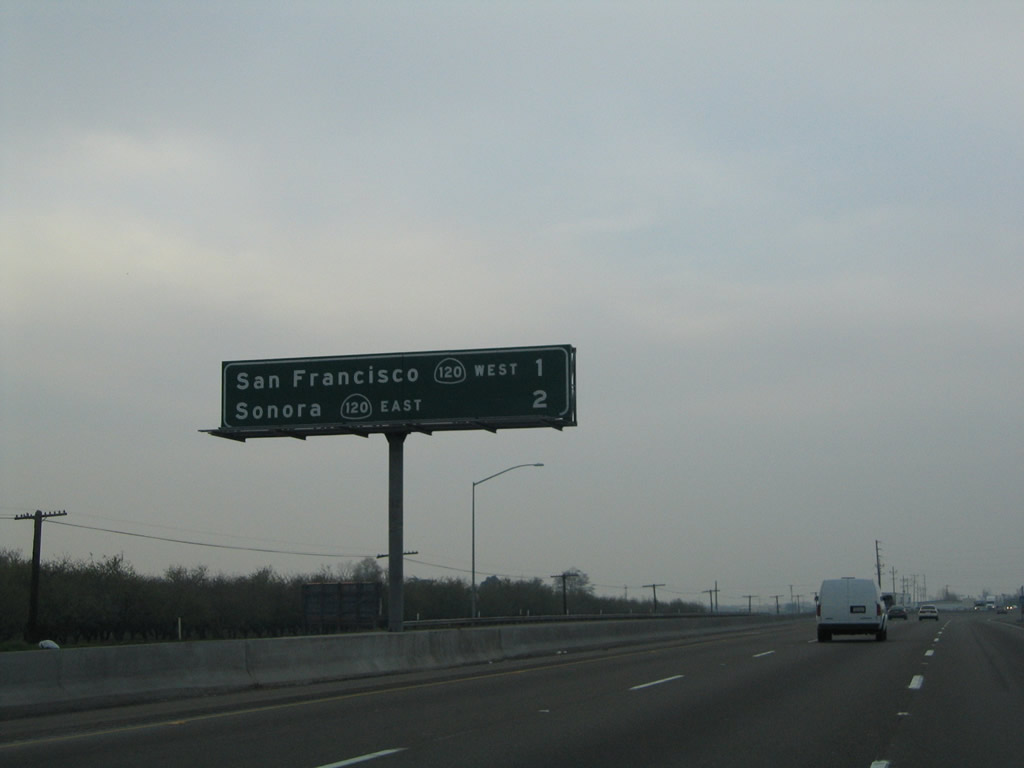 San Francisco 120 WEST 1
Sonora 120 EAST 2